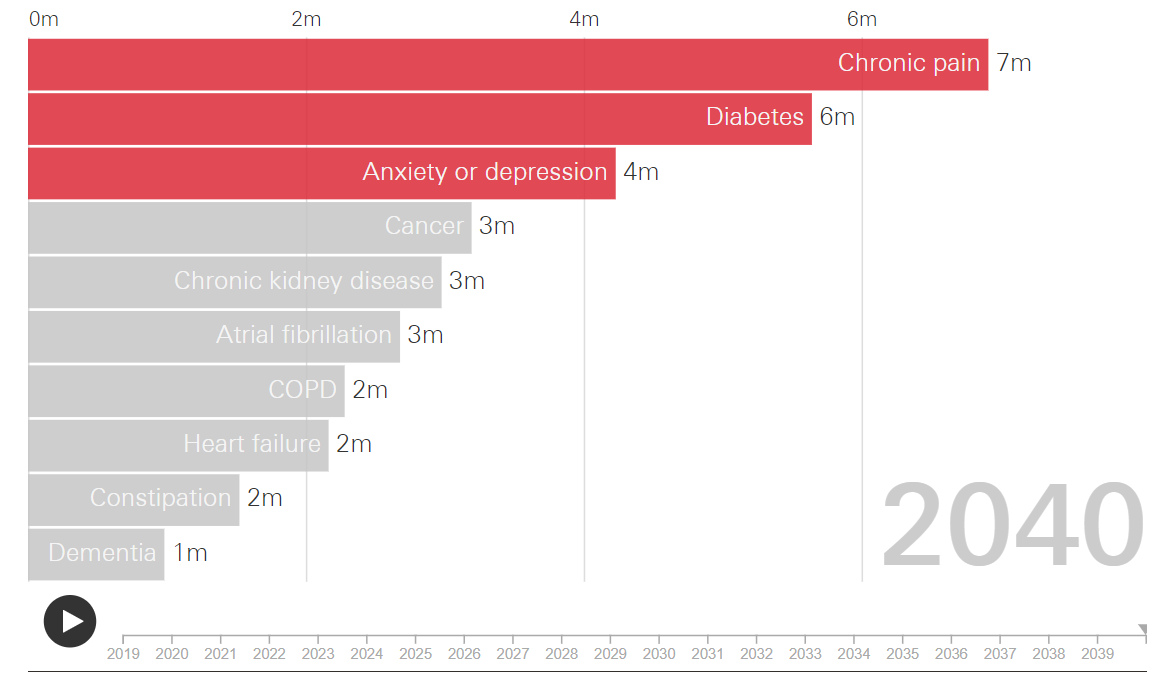 0m 2m 4m 6m
Chronic pain 7m
Diabetes 6m
Anxiety or depression 4m
Cancer 3m
Chronic kidney disease 3m
Atrial fibrillation 3m
COPD 2m
Heart failure 2m
Constipation 2m
Dementia 1m
2040
2019 2020 2021 2022 2023 2024 2025 2026 2027 2028 2029 2030 2031 2032 2033 2034 2035 2036 2037 2038 2039